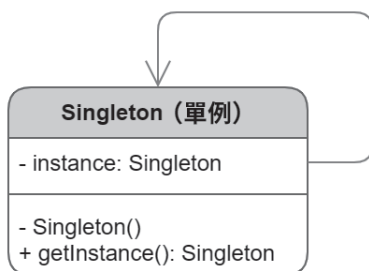 Singleton（單例）
- instance: Singleton
- Singleton()
+ getInstance(): Singleton